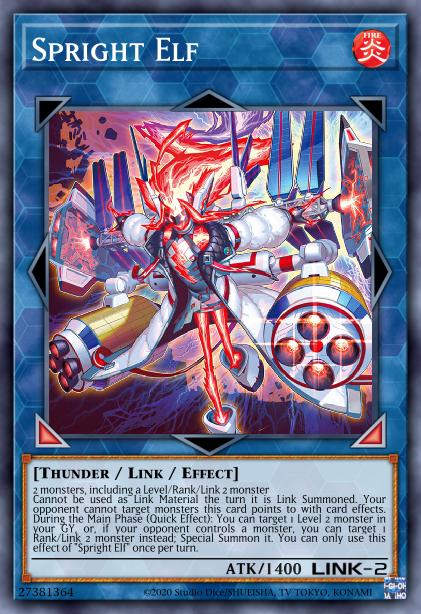 SPRIGHT ELF
FIRE
炎
[THUNDER / LINK / EFFECT]
2 monsters, including a Level/Rank/Link 2 monster
Cannot be used as Link Material the turn it is Link Summoned. Your
opponent cannot target monsters this card points to with card effects.
During the Main Phase (Quick Effect): You can target 1 Level 2 monster in
your GY, or, if your opponent controls a monster, you can target 1
Rank/Link 2 monster instead; Special Summon it. You can only use this
effect of "Spright Elf" once per turn.
ATK/1400 LINK-2
27381364
©2020 Studio Dice/SHUEISHA, TV TOKYO, KONAMI